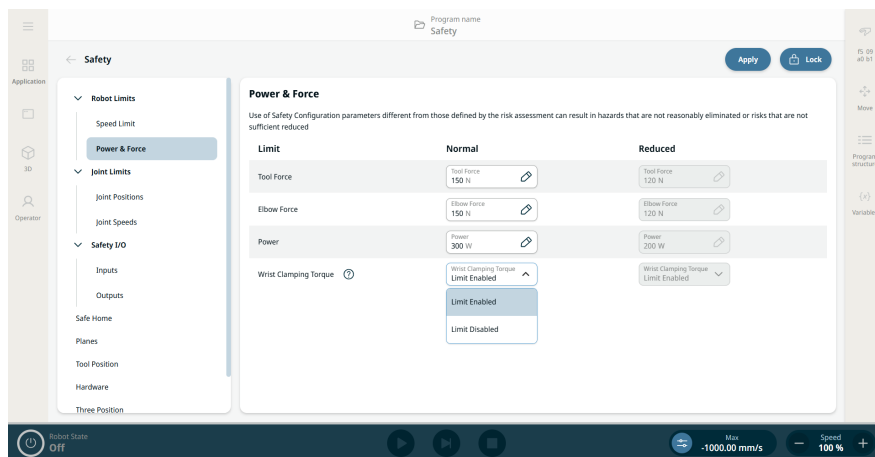 Program name
Safety
Safety
Apply
Lock
f5 09
a0 b1
Application
3D
Operator
Move
Program
structure
{x}
Variable
Robot Limits
Speed Limit
Power & Force
Joint Limits
Joint Positions
Joint Speeds
Safety I/O
Inputs
Outputs
Safe Home
Planes
Tool Position
Hardware
Three Position
Power & Force
Use of Safety Configuration parameters different from those defined by the risk assessment can result in hazards that are not reasonably eliminated or risks that are not
sufficient reduced
Limit Normal Reduced
Tool Force
Tool Force
150 N
Tool Force
120 N
Elbow Force
Elbow Force
150 N
Elbow Force
120 N
Power
Power
300 W
Power
200 W
Wrist Clamping Torque ?
Wrist Clamping Torque
Limit Enabled
Wrist Clamping Torque
Limit Enabled
Limit Enabled
Limit Disabled
Robot State
Off
Max
-1000.00 mm/s
Speed
100 %